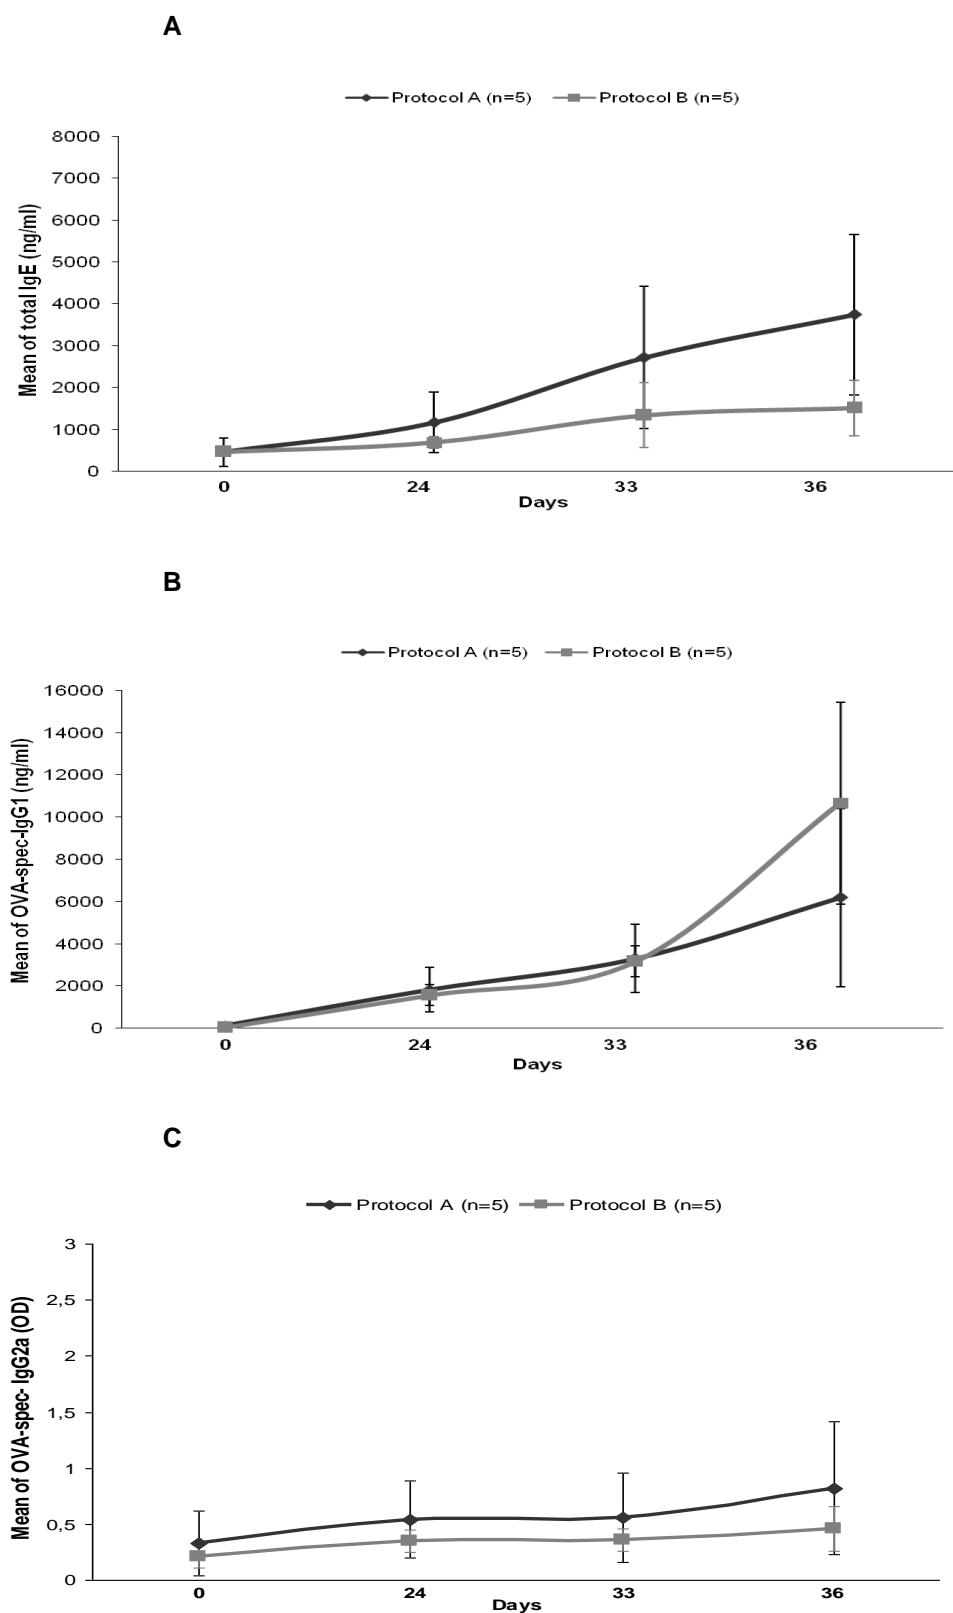 A
Protocol A (n=5) Protocol B (n=5)
Mean of total IgE (ng/ml)
8000
7000
6000
5000
4000
3000
2000
1000
0
0 24 33 36
Days
B
Protocol A (n=5) Protocol B (n=5)
Mean of OVA-spec-IgG1 (ng/ml)
16000
14000
12000
10000
8000
6000
4000
2000
0
0 24 33 36
Days
C
Protocol A (n=5) Protocol B (n=5)
Mean of OVA-spec- IgG2a (OD)
3
2,5
2
1,5
1
0,5
0
0 24 33 36
Days